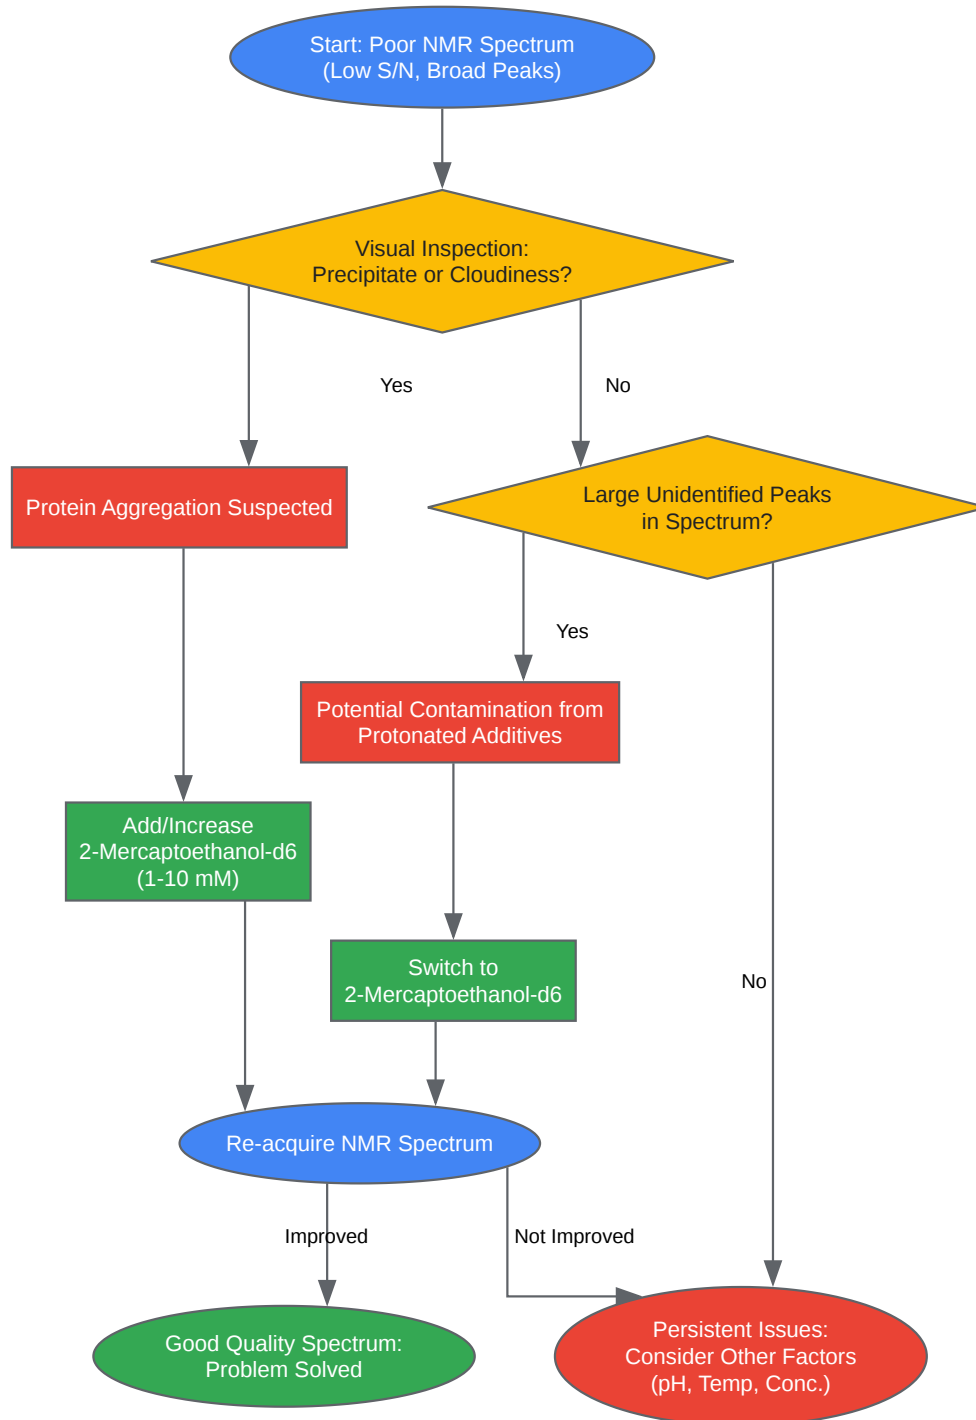 Start: Poor NMR Spectrum
(Low S/N, Broad Peaks)
Visual Inspection:
Precipitate or Cloudiness?
Yes
No
Protein Aggregation Suspected
Large Unidentified Peaks
in Spectrum?
Yes
Potential Contamination from
Protonated Additives
Add/Increase
2-Mercaptoethanol-d6
(1-10 mM)
Switch to
2-Mercaptoethanol-d6
No
Re-acquire NMR Spectrum
Improved
Not Improved
Good Quality Spectrum:
Problem Solved
Persistent Issues:
Consider Other Factors
(pH, Temp, Conc.)